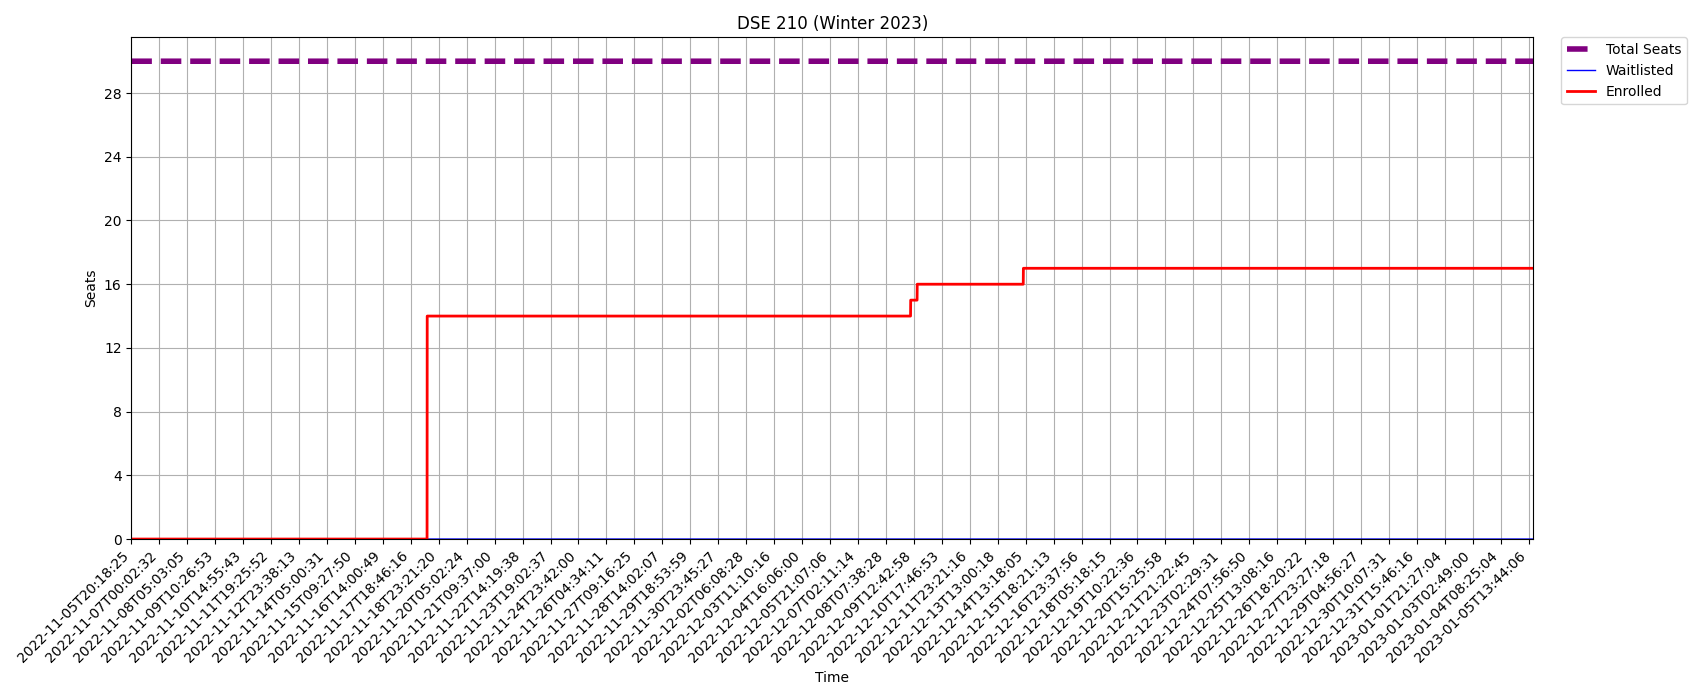 DSE 210 (Winter 2023)
Total Seats
Waitlisted
Enrolled
Seats
28
24
20
16
12
8
4
0
2022-11-05T20:18:25
2022-11-07T00:02:32
2022-11-08T05:03:05
2022-11-09T10:26:53
2022-11-10T14:55:43
2022-11-11T19:25:52
2022-11-12T23:38:13
2022-11-14T05:00:31
2022-11-15T09:27:50
2022-11-16T14:00:49
2022-11-17T18:46:16
2022-11-18T23:21:20
2022-11-20T05:02:24
2022-11-21T09:37:00
2022-11-22T14:19:38
2022-11-23T19:02:37
2022-11-24T23:42:00
2022-11-26T04:34:11
2022-11-27T09:16:25
2022-11-28T14:02:07
2022-11-29T18:53:59
2022-11-30T23:45:27
2022-12-02T06:08:28
2022-12-03T11:10:16
2022-12-04T16:06:00
2022-12-05T21:07:06
2022-12-07T02:11:14
2022-12-08T07:38:28
2022-12-09T12:42:58
2022-12-10T17:46:53
2022-12-11T23:21:16
2022-12-13T13:00:18
2022-12-14T13:18:05
2022-12-15T18:21:13
2022-12-16T23:37:56
2022-12-18T05:18:15
2022-12-19T10:22:36
2022-12-20T15:25:58
2022-12-21T21:22:45
2022-12-23T02:29:31
2022-12-24T07:56:50
2022-12-25T13:08:16
2022-12-26T18:20:22
2022-12-27T23:27:18
2022-12-29T04:56:27
2022-12-30T10:07:31
2022-12-31T15:46:16
2023-01-01T21:27:04
2023-01-03T02:49:00
2023-01-04T08:25:04
2023-01-05T13:44:06
Time